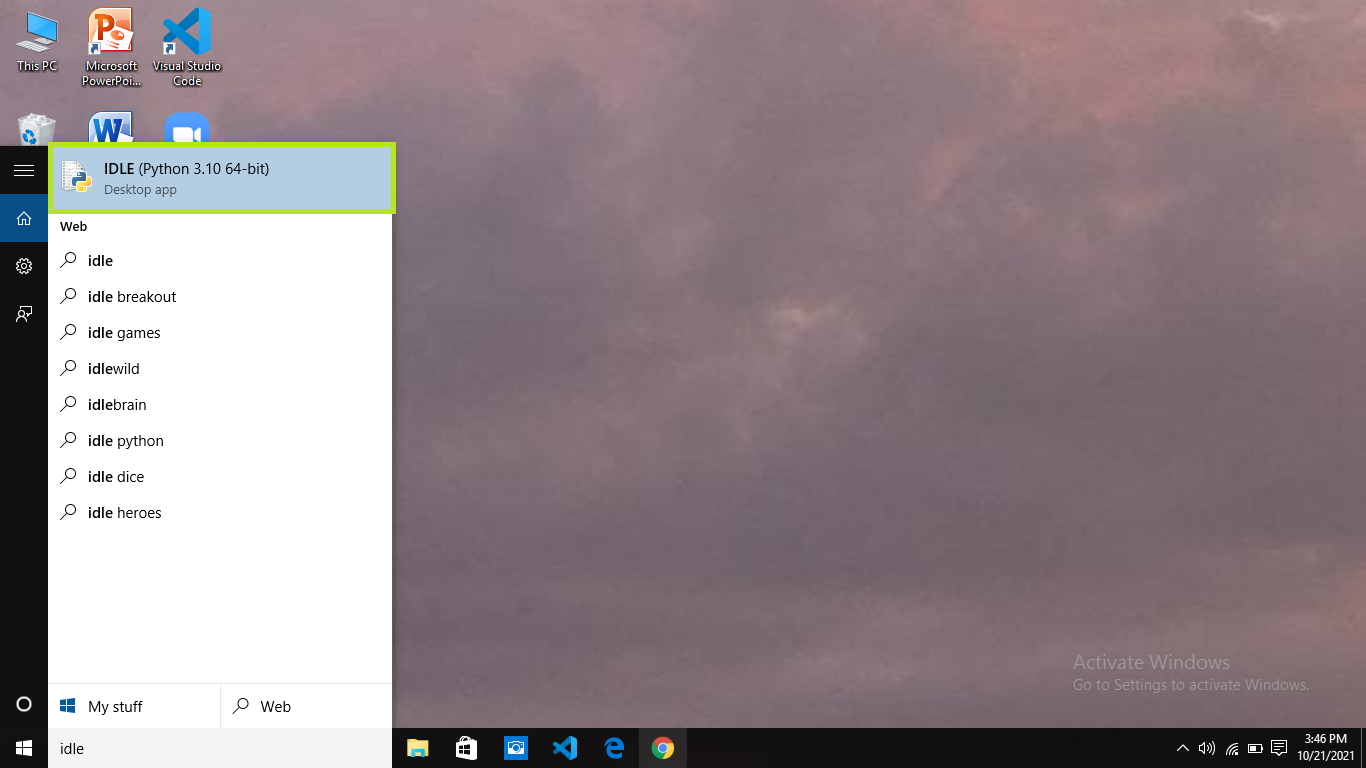 This PC
Microsoft
PowerPoi...
Visual Studio
Code
IDLE (Python 3.10 64-bit)
Desktop app
Web
idle
idle breakout
idle games
idlewild
idlebrain
idle python
idle dice
idle heroes
My stuff
Web
idle
Activate Windows
Go to Settings to activate Windows.
3:46 PM
10/21/2021